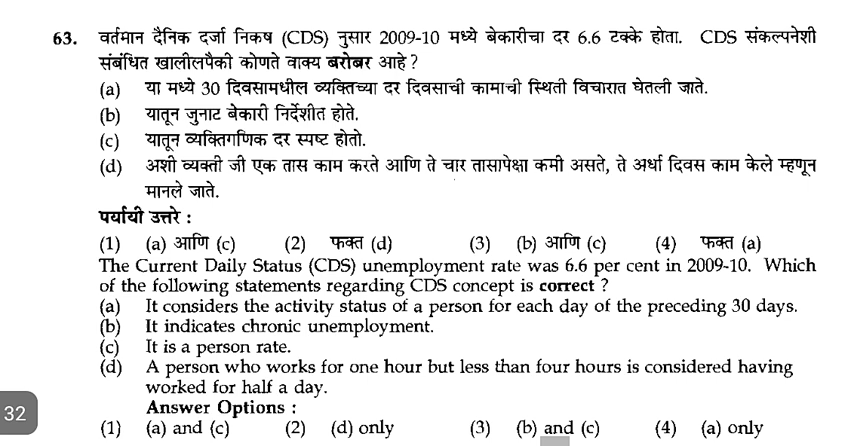 63. वर्तमान दैनिक दर्जा निकष (CDS) नुसार 2009-10 मध्ये बेकारीचा दर 6.6 टक्के होता. CDS संकल्पनेशी
संबंधित खालीलपैकी कोणते वाक्य बरोबर आहे ?
(a) या मध्ये 30 दिवसामधील व्यक्तिच्या दर दिवसाची कामाची स्थिती विचारात घेतली जाते.
(b) यातून जुनाट बेकारी निर्देशीत होते.
(c) यातून व्यक्तिगणिक दर स्पष्ट होतो.
(d) अशी व्यक्ती जी एक तास काम करते आणि ते चार तासापेक्षा कमी असते, ते अर्धा दिवस काम केले म्हणून
मानले जाते.
पर्यायी उत्तरे :
(1) (a) आणि (c) (2) फक्त (d) (3) (b) आणि (c) (4) फक्त (a)
The Current Daily Status (CDS) unemployment rate was 6.6 per cent in 2009-10. Which
of the following statements regarding CDS concept is correct ?
(a) It considers the activity status of a person for each day of the preceding 30 days.
(b) It indicates chronic unemployment.
(c) It is a person rate.
(d) A person who works for one hour but less than four hours is considered having
worked for half a day.
Answer Options :
(1) (a) and (c) (2) (d) only (3) (b) and (c) (4) (a) only
32